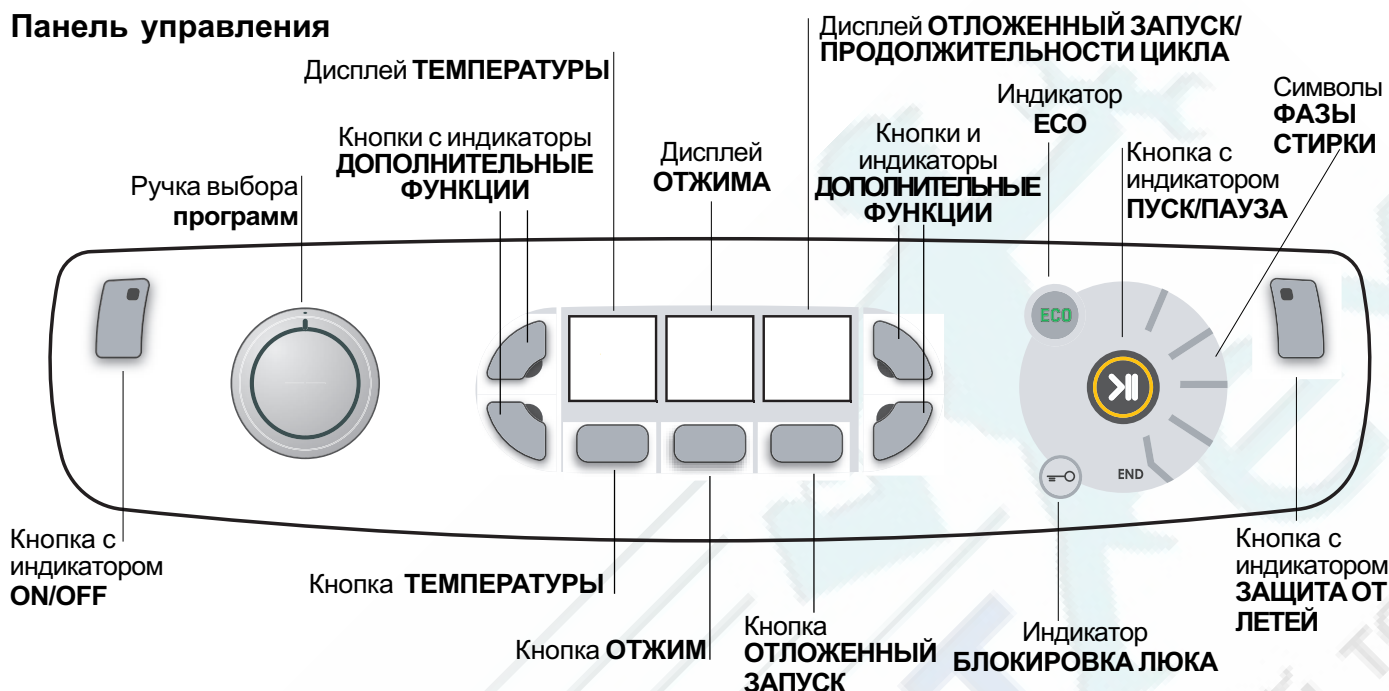 Панель управления
Дисплей ОТЛОЖЕННЫЙ ЗАПУСК/
ПРОДОЛЖИТЕЛЬНОСТИ ЦИКЛА
Дисплей ТЕМПЕРАТУРЫ
Символы
ФАЗЫ
СТИРКИ
Индикатор
ECO
Кнопки с индикаторы
ДОПОЛНИТЕЛЬНЫЕ
ФУНКЦИИ
Дисплей
ОТЖИМА
Кнопки и
индикаторы
ДОПОЛНИТЕЛЬНЫЕ
ФУНКЦИИ
Кнопка с
индикатором
ПУСК/ПАУЗА
Ручка выбора
программ
ECO
END
Кнопка с
индикатором
ON/OFF
Кнопка ТЕМПЕРАТУРЫ
Кнопка ОТЖИМ
Кнопка
ОТЛОЖЕННЫЙ
ЗАПУСК
Индикатор
БЛОКИРОВКА ЛЮКА
Кнопка с
индикатором
ЗАЩИТА ОТ
ЛЕТЕЙ